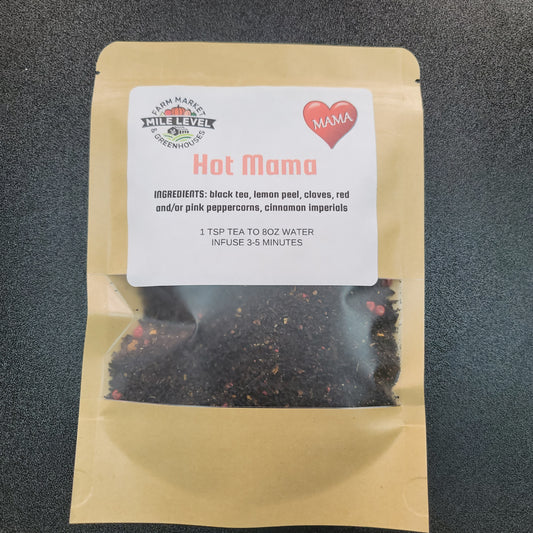 FARM MARKET
MILE LEVEL
& GREENHOUSES
MAMA
Hot Mama
INGREDIENTS: black tea, lemon peel, cloves, red
and/or pink peppercorns, cinnamon imperials
1 TSP TEA TO 8OZ WATER
INFUSE 3-5 MINUTES